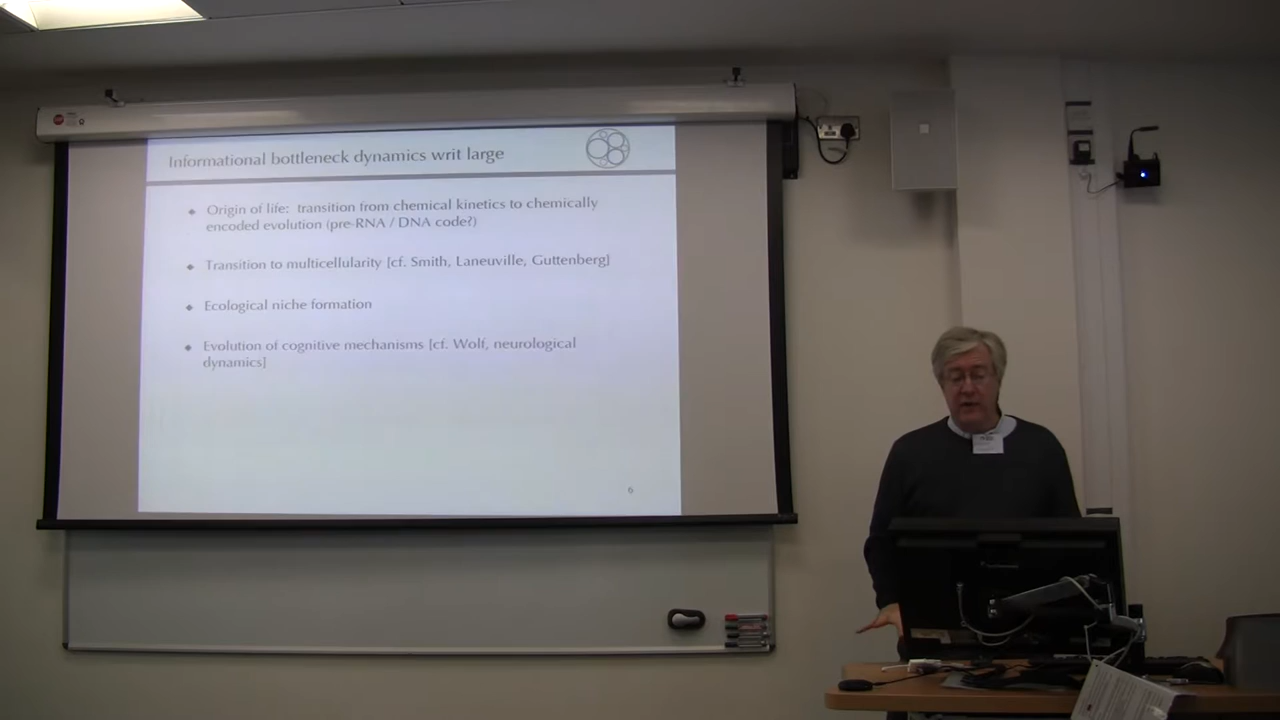 Informational bottleneck dynamics writ large
◆ Origin of life: transition from chemical kinetics to chemically
encoded evolution (pre-RNA / DNA code?)
◆ Transition to multicellularity [cf. Smith, Laneuville, Guttenberg]
◆ Ecological niche formation
◆ Evolution of cognitive mechanisms [cf. Wolf, neurological
dynamics]
6